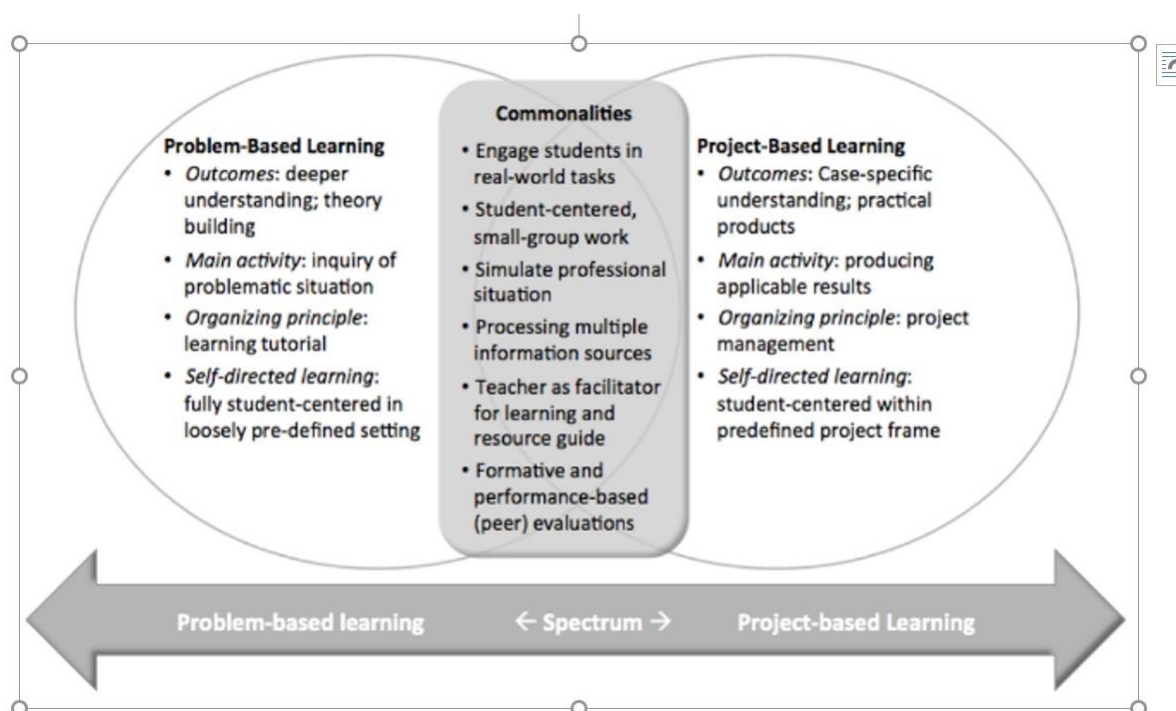 Problem-Based Learning
• Outcomes: deeper
understanding; theory
building
• Main activity: inquiry of
problematic situation
• Organizing principle:
learning tutorial
• Self-directed learning:
fully student-centered in
loosely pre-defined setting
Commonalities
• Engage students in
real-world tasks
• Student-centered,
small-group work
• Simulate professional
situation
• Processing multiple
information sources
• Teacher as facilitator
for learning and
resource guide
• Formative and
performance-based
(peer) evaluations
Project-Based Learning
• Outcomes: Case-specific
understanding; practical
products
• Main activity: producing
applicable results
• Organizing principle: project
management
• Self-directed learning:
student-centered within
predefined project frame
Problem-based learning ← Spectrum → Project-based Learning